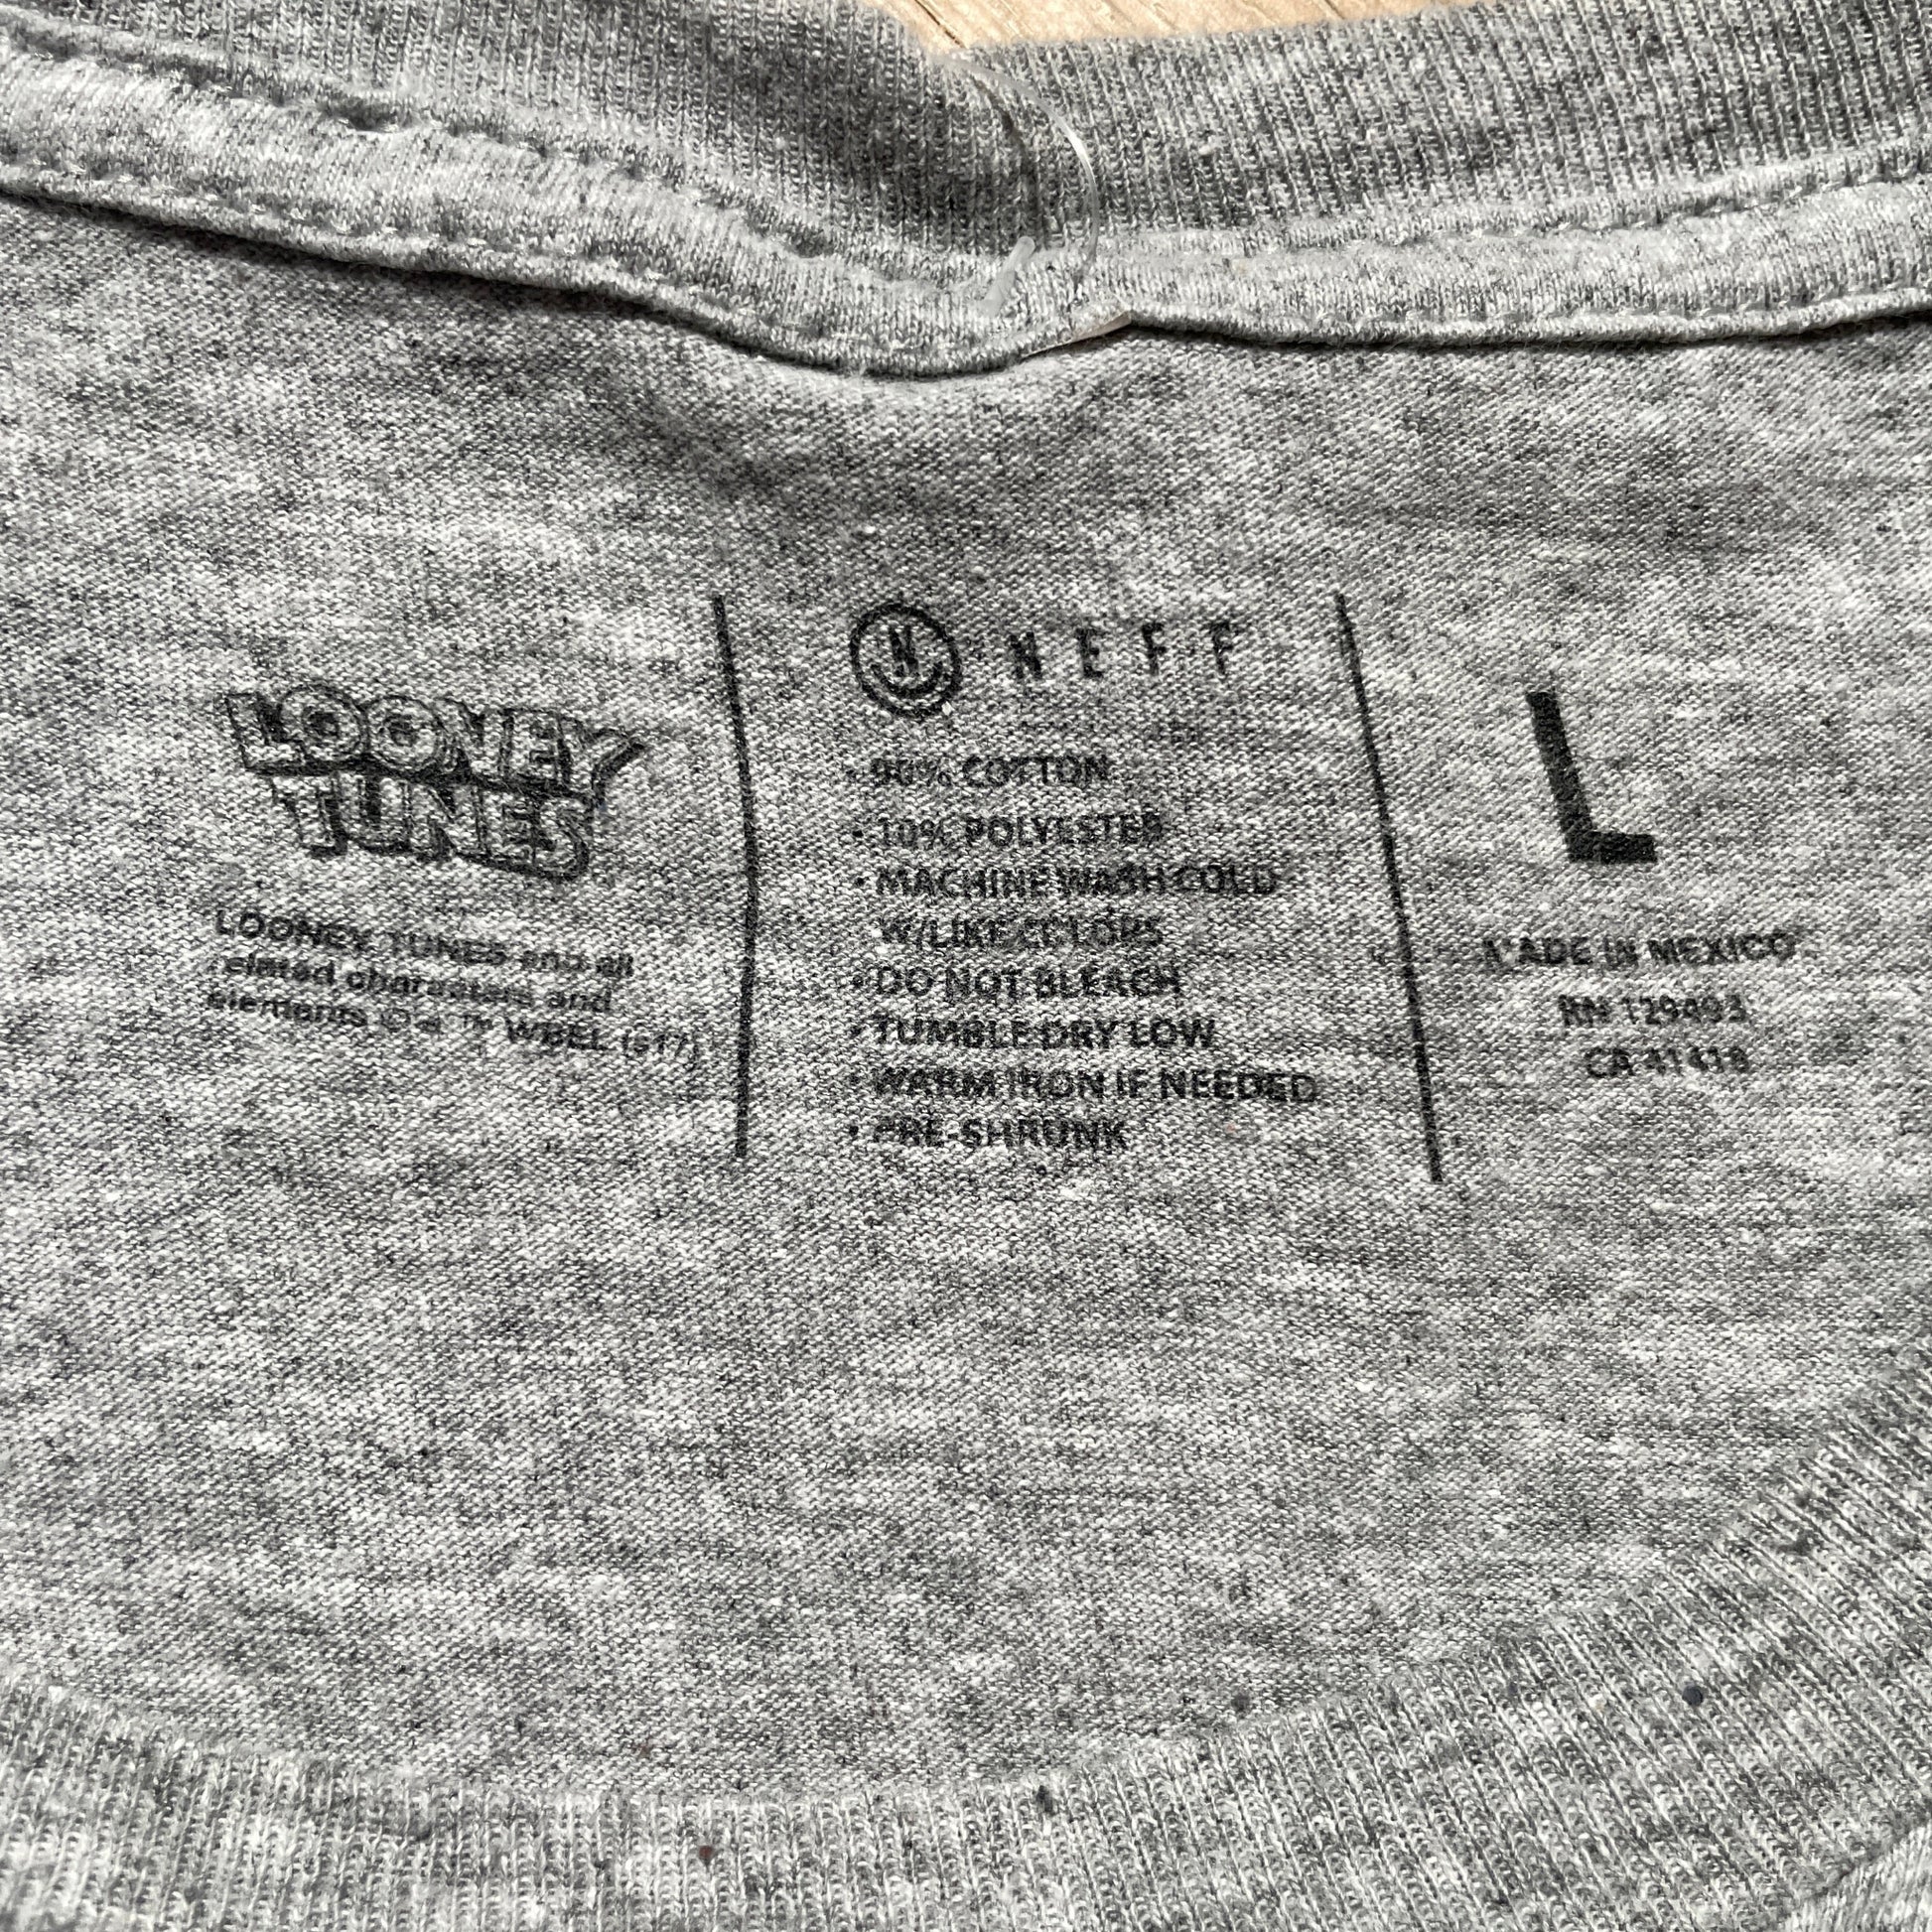 LOONEY
TUNES
LOONEY TUNES and all
elated characters and
elements © & ™ WBEI. (s17)
N NEFF
• 90% COTTON
• 10% POLYESTER
• MACHINE WASH COLD
W/LIKE COLORS
• DO NOT BLEACH
• TUMBLE DRY LOW
• WARM IRON IF NEEDED
• PRE-SHRUNK
L
MADE IN MEXICO
RN 129493
CA 41418